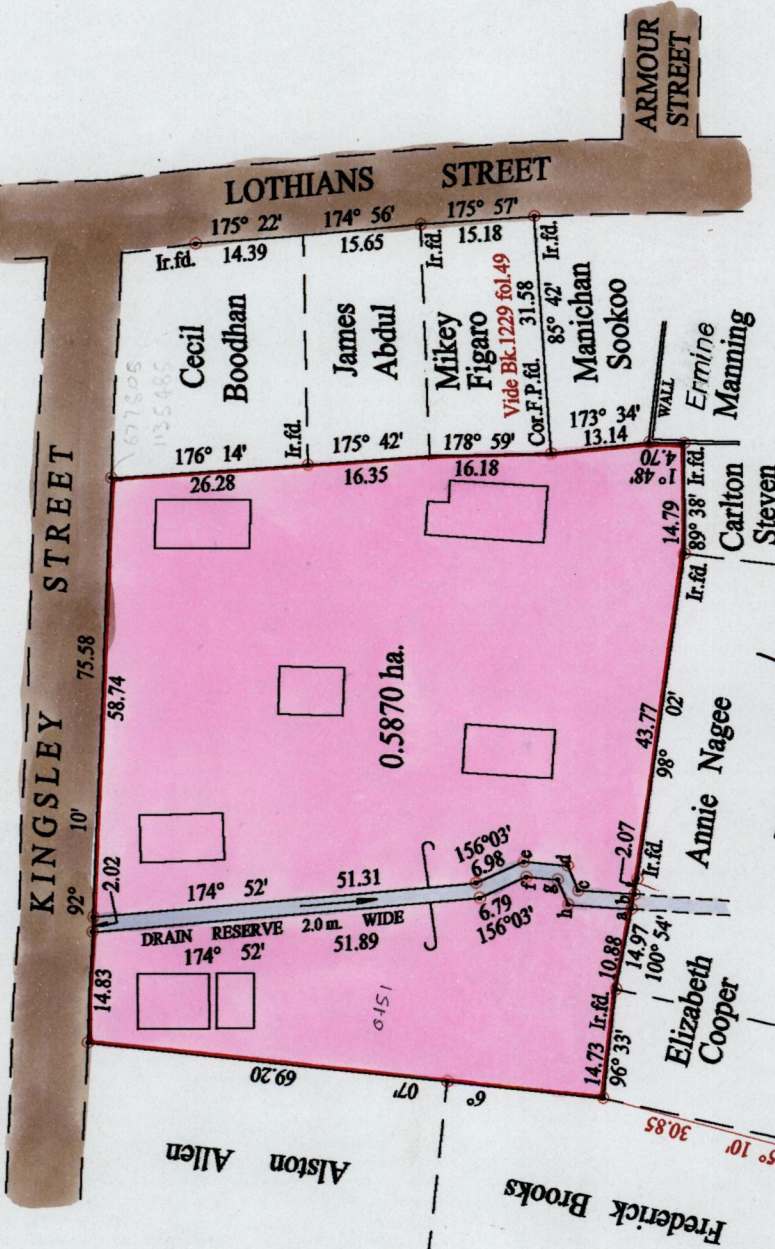 ARMOUR
STREET
LOTHIANS STREET
175° 22'
14.39
174° 56'
15.65
175° 57'
15.18
Ir.fd.
Ir.fd.
Ir.fd.
Cecil
Boodhan
James
Abdul
Mikey
Figaro
Vide Bk.1229 fol.49
31.58
85° 42'
Cor.F.P.fd.
Manichan
Sookoo
WALL
Ermine
Manning
677805
1135485
KINGSLEY STREET
176° 14'
26.28
Ir.fd.
175° 42'
16.35
178° 59'
16.18
173° 34'
13.14
4.70
1° 48'
Ir.fd.
14.79
89° 38'
Carlton
Steven
Ir.fd.
75.58
92° 10'
58.74
0.5870 ha.
43.77
98° 02'
Annie Nagee
2.02
174° 52'
51.31
156°03'
6.98
DRAIN RESERVE 2.0 m. WIDE
174° 52'
51.89
6.79
156°03'
e
f
g
d
c
h
a
b
2.07
Ir.fd.
14.83
10.88
14.97
100° 54'
Ir.fd.
14.73
96° 33'
Elizabeth
Cooper
0151
69.20
6° 07'
Alston Allen
Frederick Brooks
30.85
5° 10'